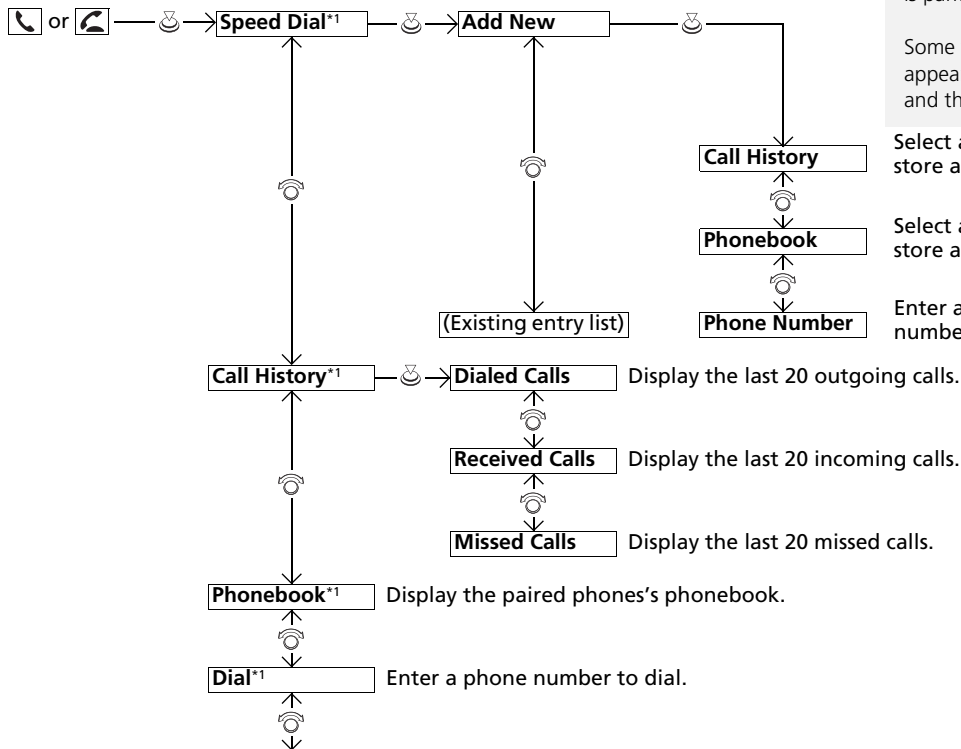 or
Speed Dial*1
Add New
Some
and th
Call History
Select a
store a
Phonebook
Select a
store a
(Existing entry list)
Phone Number
Enter a
numbe
Call History*1
Dialed Calls
Display the last 20 outgoing calls.
Received Calls
Display the last 20 incoming calls.
Missed Calls
Display the last 20 missed calls.
Phonebook*1
Display the paired phones's phonebook.
Dial*1
Enter a phone number to dial.